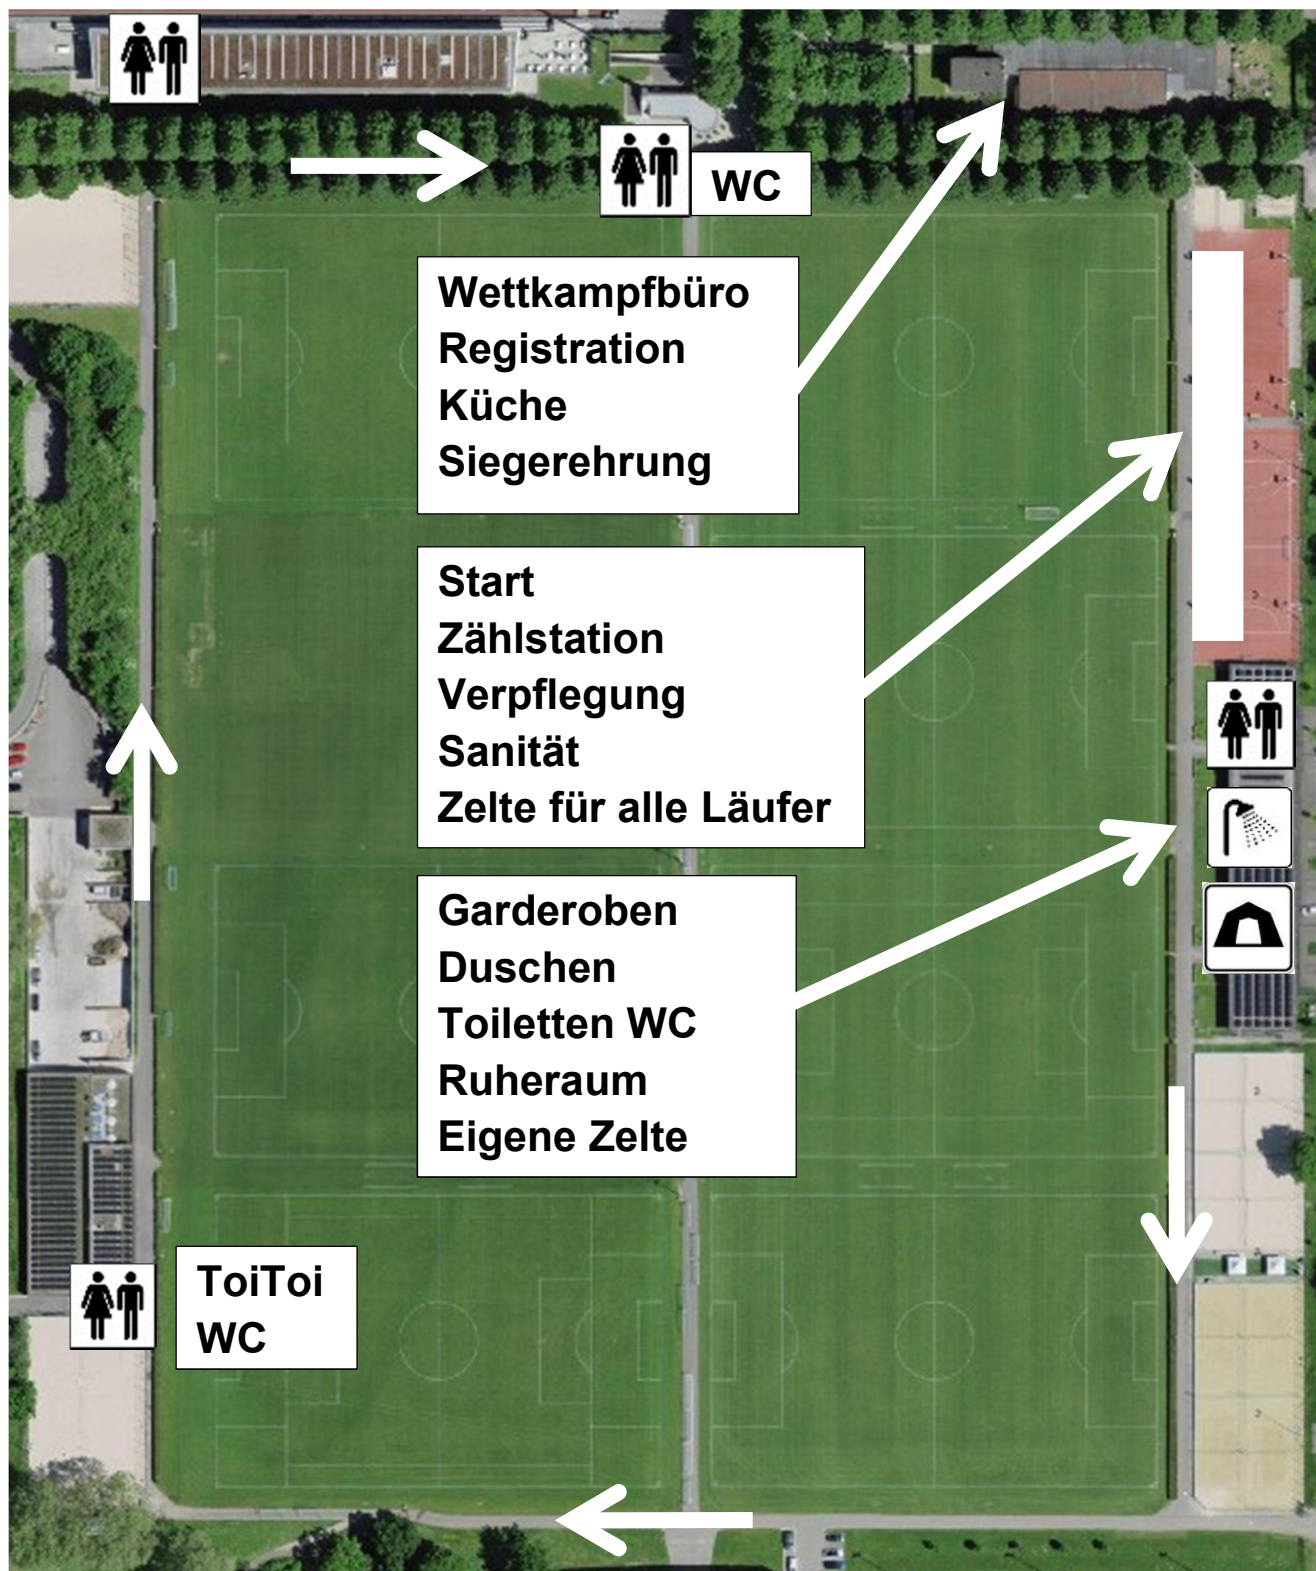 WC
Wettkampfbüro
Registration
Küche
Siegerehrung
Start
Zählstation
Verpflegung
Sanität
Zelte für alle Läufer
Garderoben
Duschen
Toiletten WC
Ruheraum
Eigene Zelte
ToiToi
WC